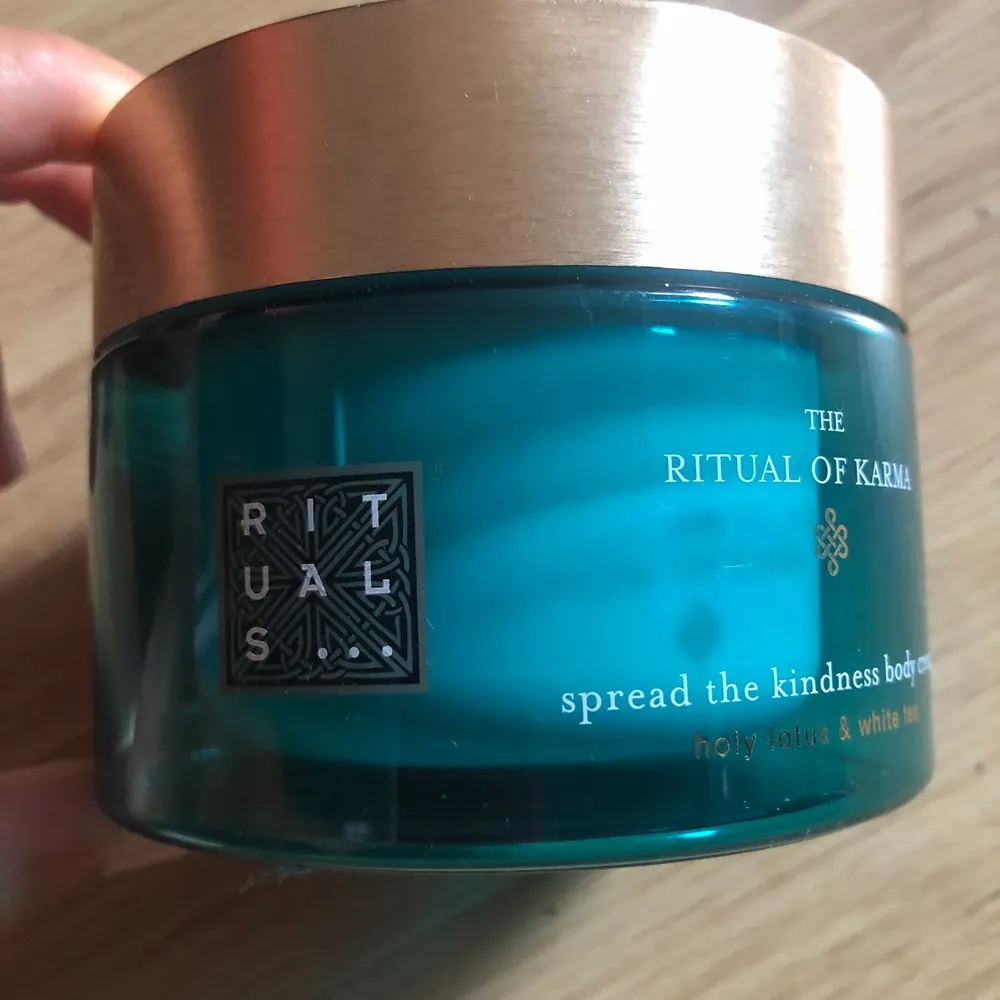 RIT
UAL
S...
®
THE
RITUAL OF KARMA
spread the kindness body
holy lotus & white tea